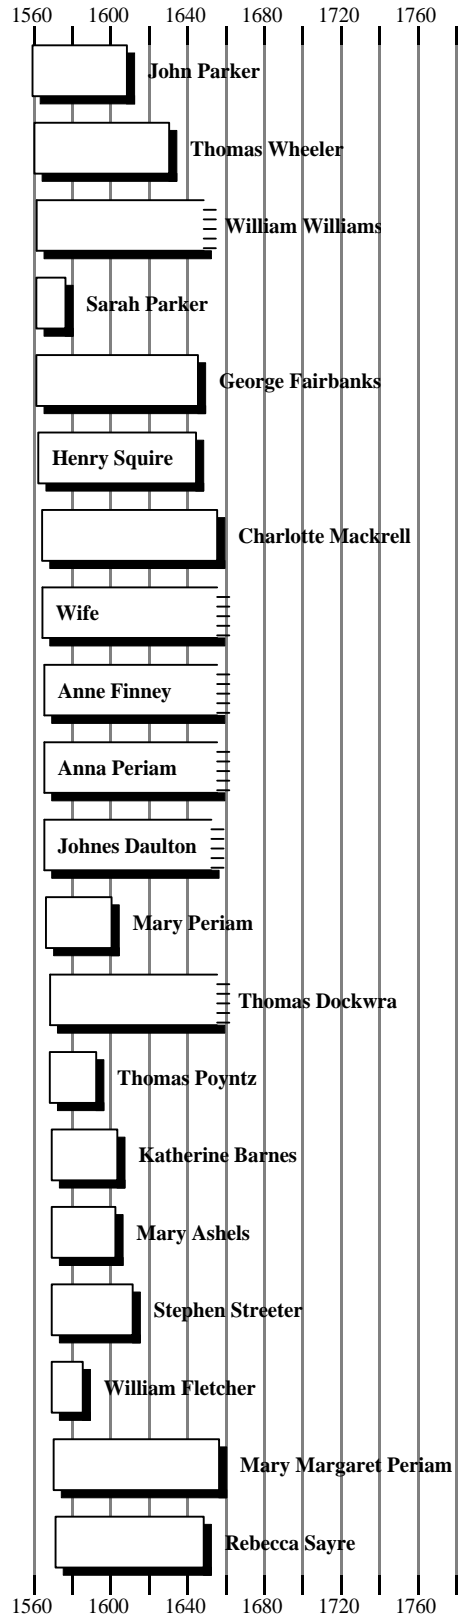 1560 1600 1640 1680 1720 1760
John Parker
Thomas Wheeler
William Williams
Sarah Parker
George Fairbanks
Henry Squire
Charlotte Mackrell
Wife
Anne Finney
Anna Periam
Johnes Daulton
Mary Periam
Thomas Dockwra
Thomas Poyntz
Katherine Barnes
Mary Ashels
Stephen Streeter
William Fletcher
Mary Margaret Periam
Rebecca Sayre
1560 1600 1640 1680 1720 1760